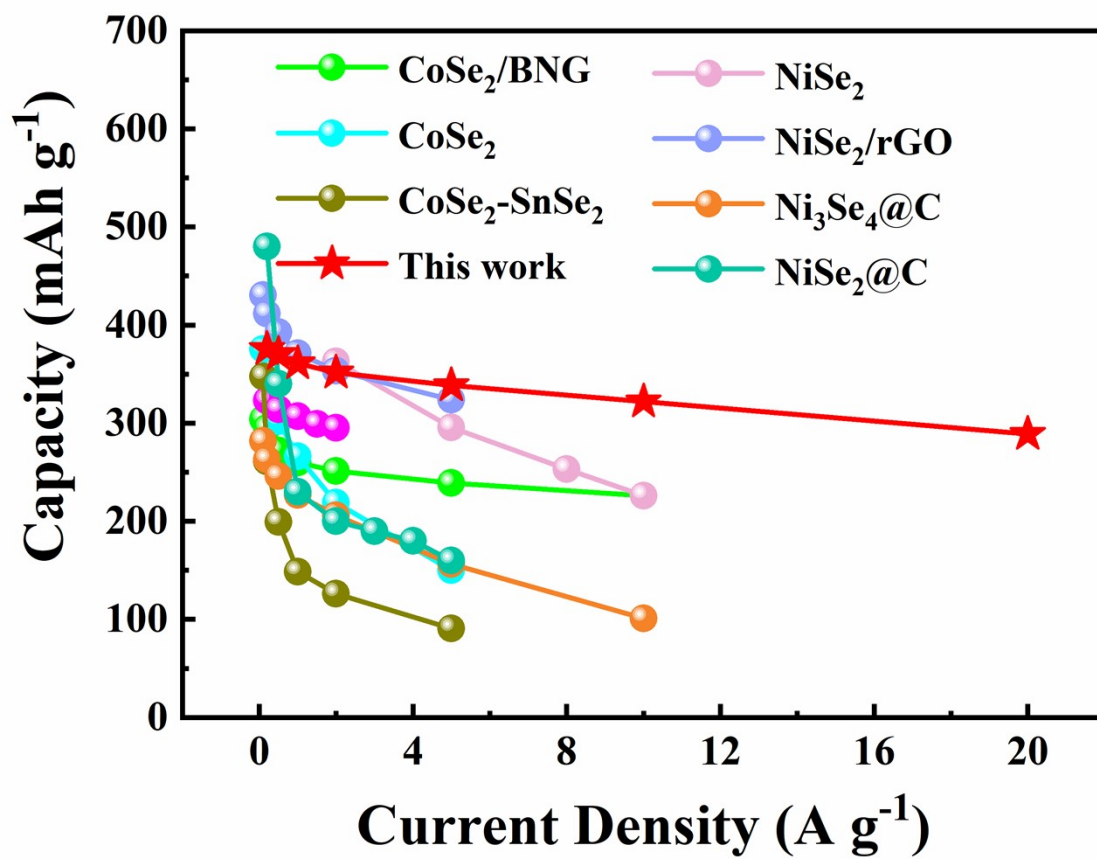 700
600
500
400
300
200
100
0
Capacity (mAh g⁻¹)
CoSe₂/BNG
CoSe₂
CoSe₂-SnSe₂
This work
NiSe₂
NiSe₂/rGO
Ni₃Se₄@C
NiSe₂@C
0 4 8 12 16 20
Current Density (A g⁻¹)